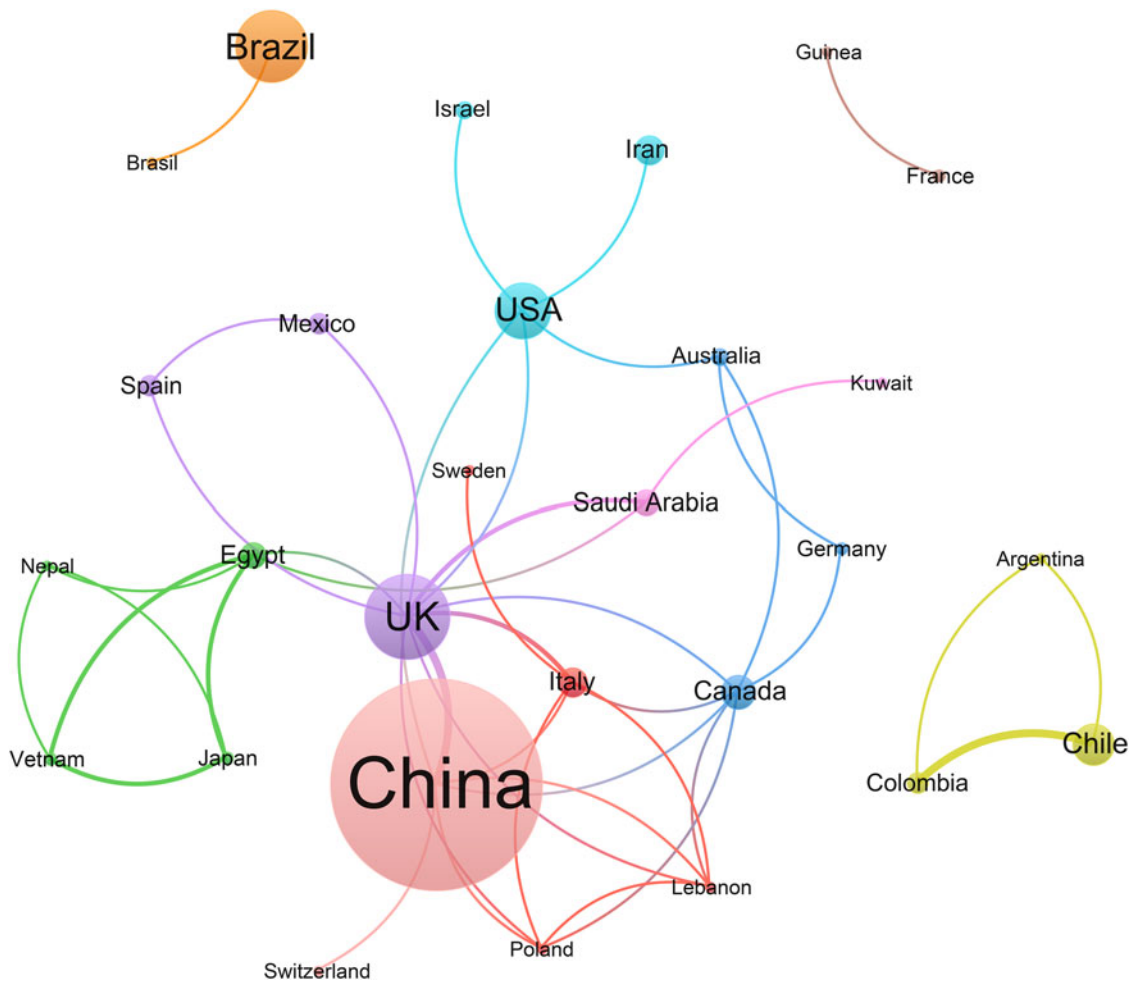 Brazil
Guinea
Israel
Iran
Brasil
France
USA
Mexico
Australia
Spain
Kuwait
Sweden
Saudi Arabia
Egypt
Germany
Nepal
Argentina
UK
Italy
Canada
Vetnam
Japan
Chile
China
Colombia
Lebanon
Poland
Switzerland